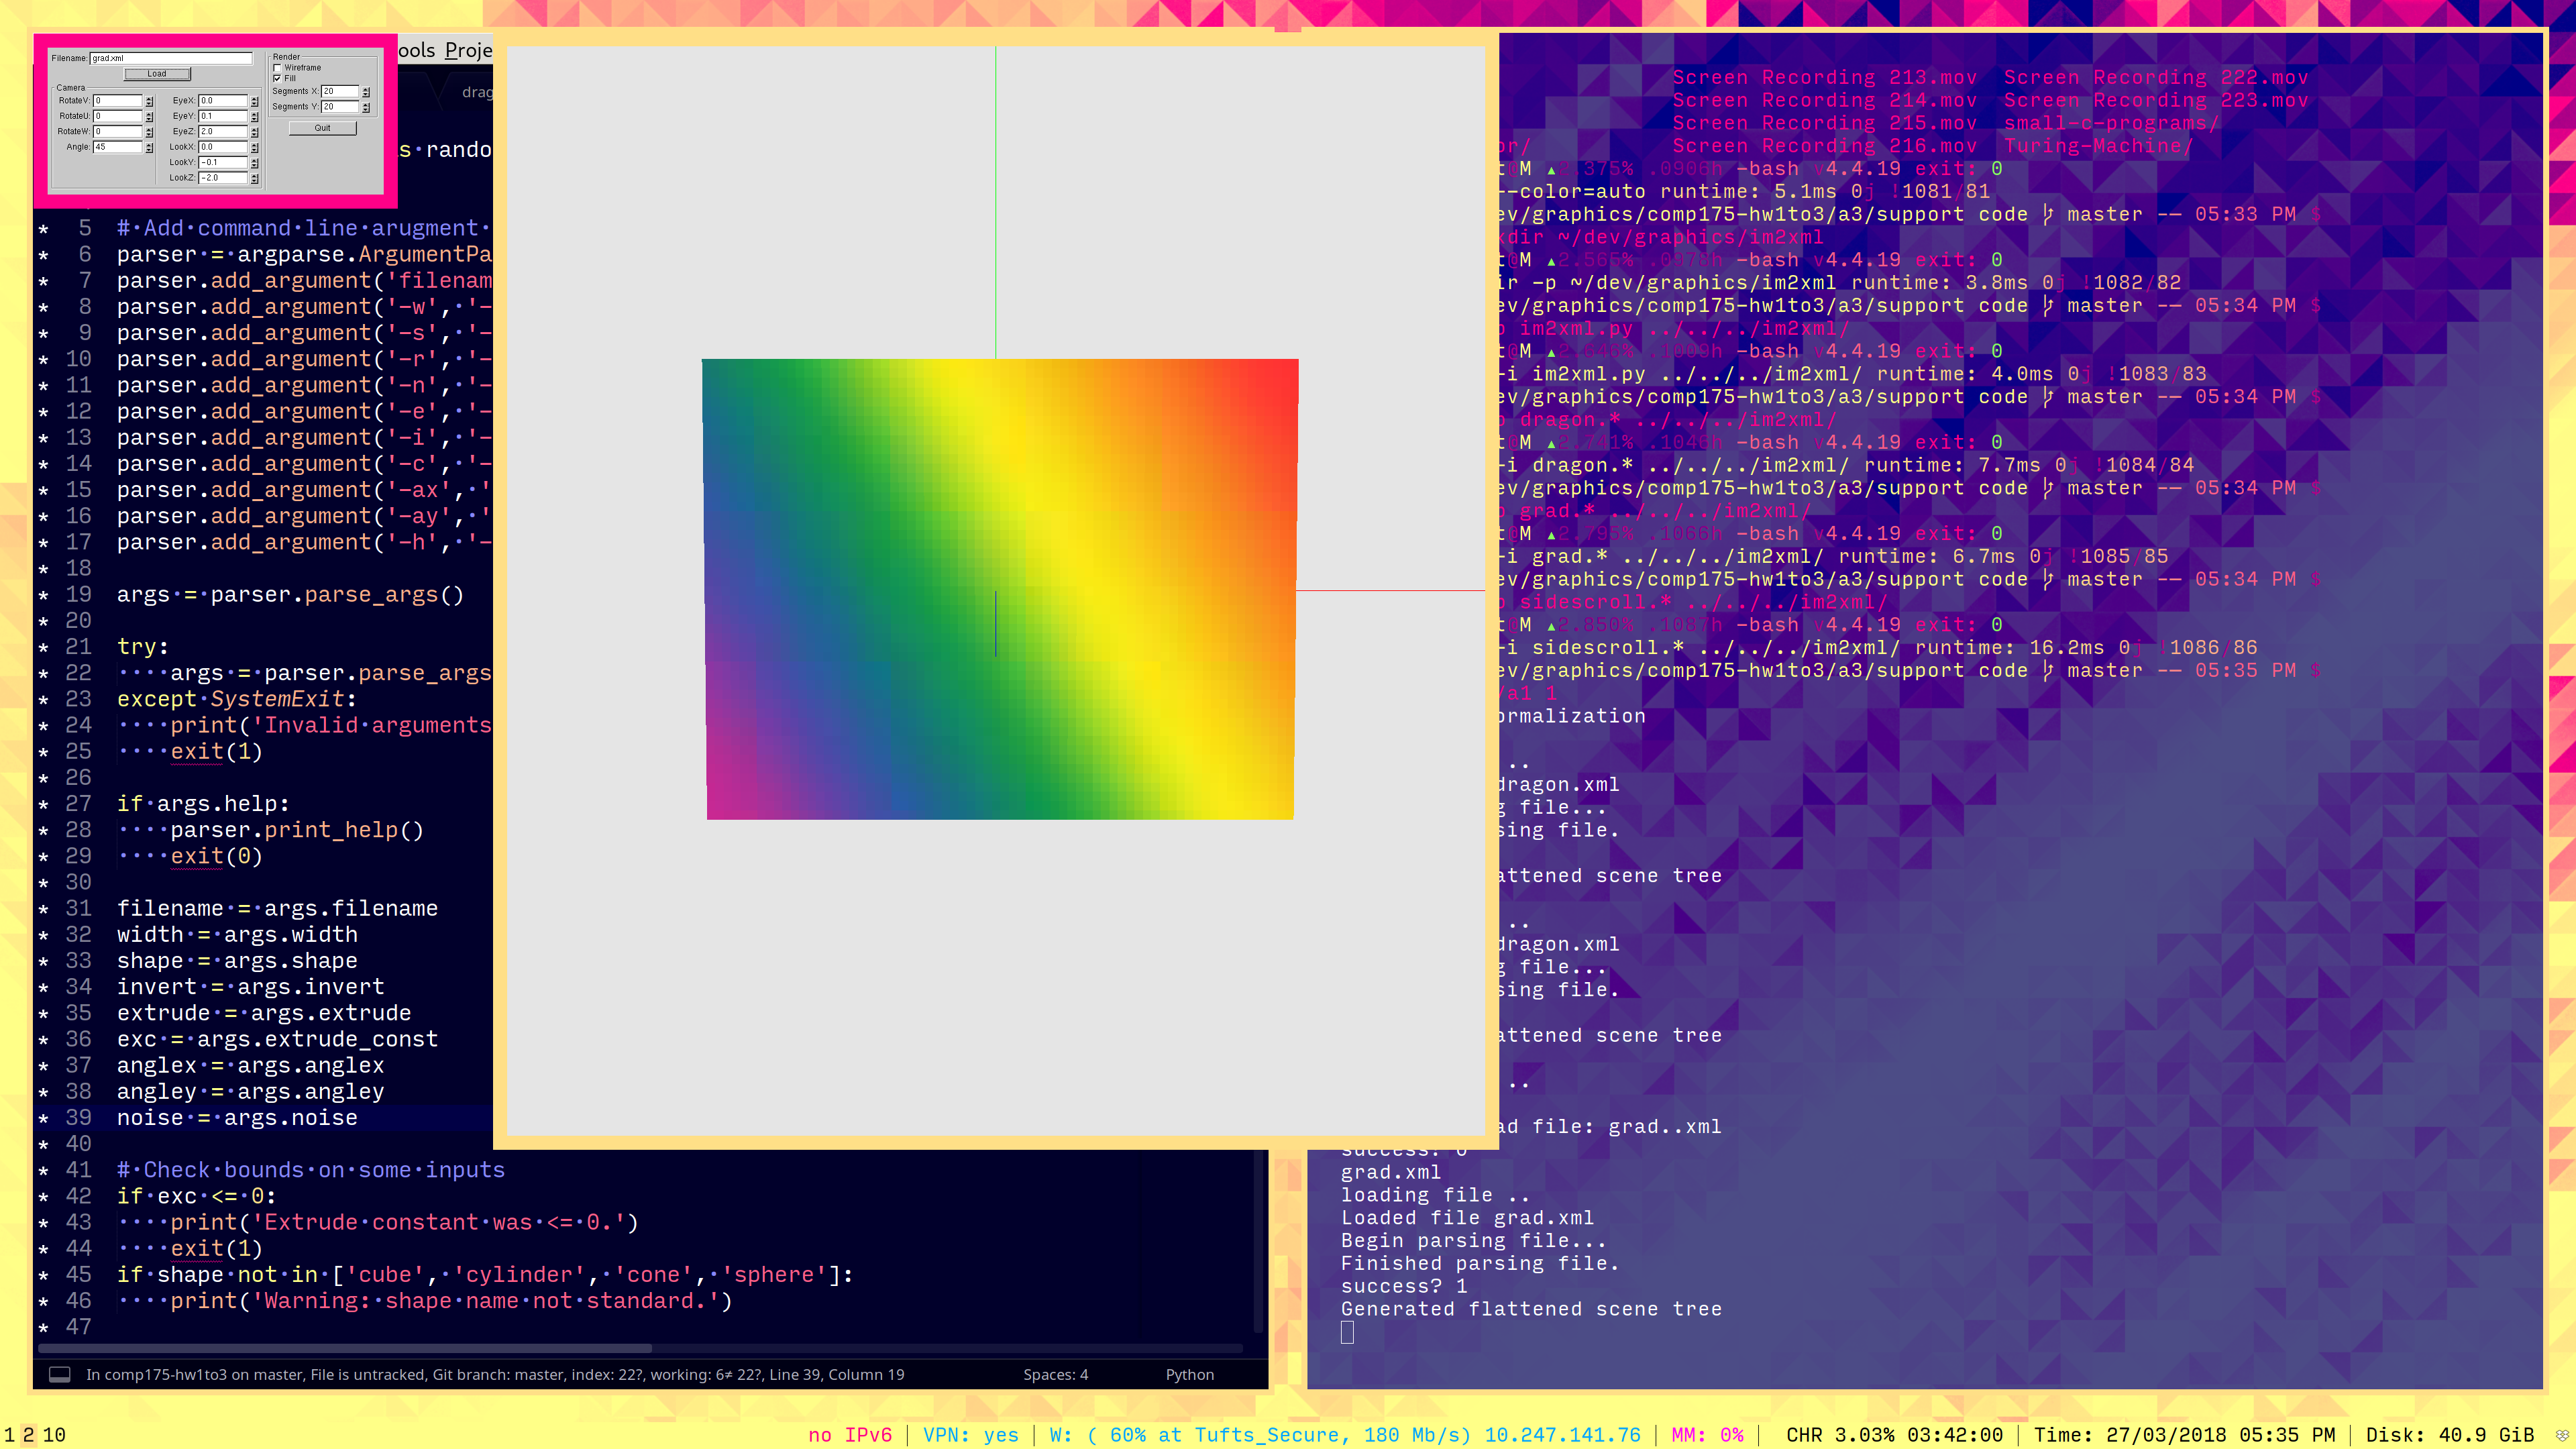 Filename: grad.xml
Load
Camera
RotateV: 0
RotateU: 0
RotateW: 0
Angle: 45
EyeX: 0.0
EyeY: 0.1
EyeZ: 2.0
LookX: 0.0
LookY: -0.1
LookZ: -2.0
Render
Wireframe
Fill
Segments X: 20
Segments Y: 20
Quit
ools Proje
drag
s·rando
* 5 #·Add·command·line·arugment·
* 6 parser·=·argparse.ArgumentPa
* 7 parser.add_argument('filenam
* 8 parser.add_argument('-w',·'-
* 9 parser.add_argument('-s',·'-
* 10 parser.add_argument('-r',·'-
* 11 parser.add_argument('-n',·'-
* 12 parser.add_argument('-e',·'-
* 13 parser.add_argument('-i',·'-
* 14 parser.add_argument('-c',·'-
* 15 parser.add_argument('-ax',·'
* 16 parser.add_argument('-ay',·'
* 17 parser.add_argument('-h',·'-
* 18
* 19 args·=·parser.parse_args()
* 20
* 21 try:
* 22 ····args·=·parser.parse_args
* 23 except·SystemExit:
* 24 ····print('Invalid·arguments
* 25 ····exit(1)
* 26
* 27 if·args.help:
* 28 ····parser.print_help()
* 29 ····exit(0)
* 30
* 31 filename·=·args.filename
* 32 width·=·args.width
* 33 shape·=·args.shape
* 34 invert·=·args.invert
* 35 extrude·=·args.extrude
* 36 exc·=·args.extrude_const
* 37 anglex·=·args.anglex
* 38 angley·=·args.angley
* 39 noise·=·args.noise
* 40
* 41 #·Check·bounds·on·some·inputs
* 42 if·exc·<=·0:
* 43 ····print('Extrude·constant·was·<=·0.')
* 44 ····exit(1)
* 45 if·shape·not·in·['cube',·'cylinder',·'cone',·'sphere']:
* 46 ····print('Warning:·shape·name·not·standard.')
* 47
In comp175-hw1to3 on master, File is untracked, Git branch: master, index: 22?, working: 6≠ 22?, Line 39, Column 19 Spaces: 4 Python
Screen Recording 213.mov Screen Recording 222.mov
Screen Recording 214.mov Screen Recording 223.mov
Screen Recording 215.mov small-c-programs/
or/ Screen Recording 216.mov Turing-Machine/
t@M ▲2.375% .0906h -bash v4.4.19 exit: 0
--color=auto runtime: 5.1ms 0j !1081/81
ev/graphics/comp175-hw1to3/a3/support code master -- 05:33 PM $
kdir ~/dev/graphics/im2xml
t@M ▲2.565% .0978h -bash v4.4.19 exit: 0
ir -p ~/dev/graphics/im2xml runtime: 3.8ms 0j !1082/82
ev/graphics/comp175-hw1to3/a3/support code master -- 05:34 PM $
p im2xml.py ../../../im2xml/
t@M -bash v4.4.19 exit: 0
-i im2xml.py ../../../im2xml/ runtime: 4.0ms 0j !1083/83
ev/graphics/comp175-hw1to3/a3/support code master -- 05:34 PM $
p dragon.* ../../../im2xml/
t@M ▲2.741% .1046h -bash v4.4.19 exit: 0
-i dragon.* ../../../im2xml/ runtime: 7.7ms 0j !1084/84
ev/graphics/comp175-hw1to3/a3/support code master -- 05:34 PM $
p grad.* ../../../im2xml/
t@M ▲2.795% .1066h -bash v4.4.19 exit: 0
-i grad.* ../../../im2xml/ runtime: 6.7ms 0j !1085/85
ev/graphics/comp175-hw1to3/a3/support code master -- 05:34 PM $
p sidescroll.* ../../../im2xml/
t@M ▲2.850% .1087h -bash v4.4.19 exit: 0
-i sidescroll.* ../../../im2xml/ runtime: 16.2ms 0j !1086/86
ev/graphics/comp175-hw1to3/a3/support code master -- 05:35 PM $
/a1 1
ormalization
..
dragon.xml
g file...
sing file.
attened scene tree
..
dragon.xml
g file...
sing file.
attened scene tree
..
ad file: grad..xml
success: 0
grad.xml
loading file ..
Loaded file grad.xml
Begin parsing file...
Finished parsing file.
success? 1
Generated flattened scene tree
1 2 10
no IPv6 | VPN: yes | W: ( 60% at Tufts_Secure, 180 Mb/s) 10.247.141.76 | MM: 0% | CHR 3.03% 03:42:00 | Time: 27/03/2018 05:35 PM | Disk: 40.9 GiB